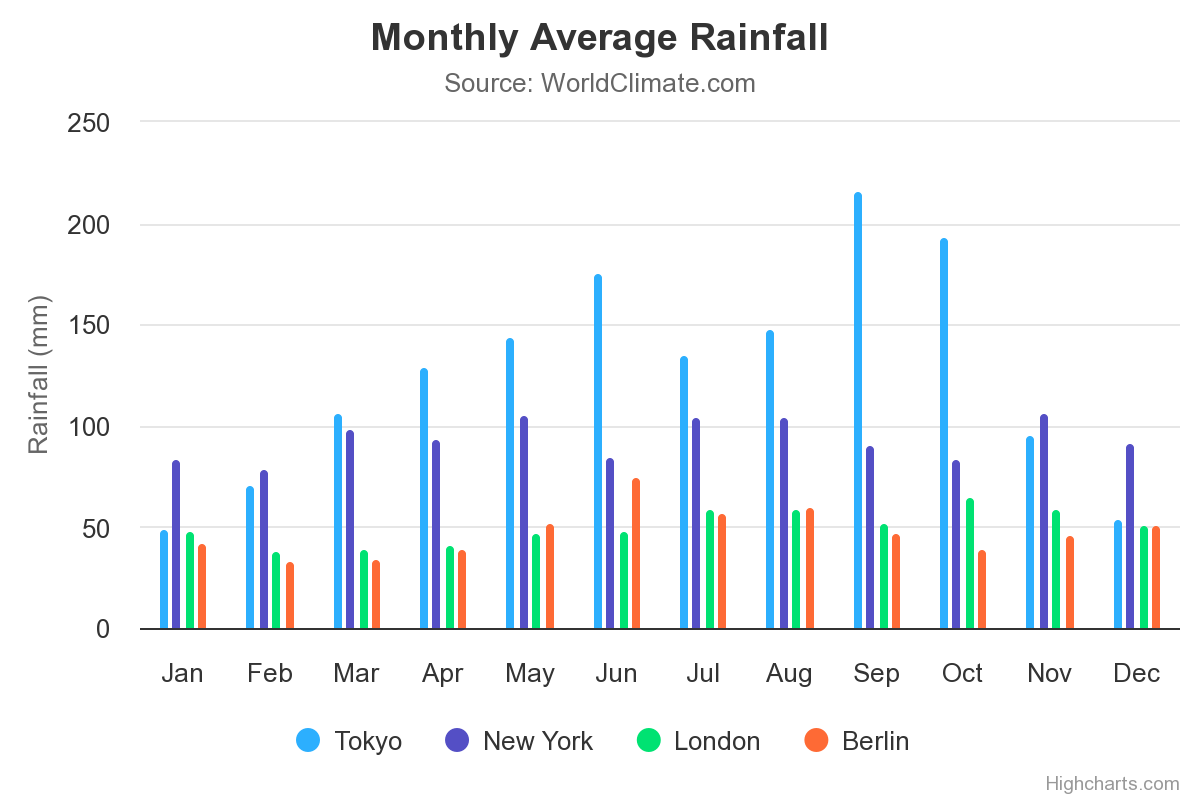 Monthly Average Rainfall
Source: WorldClimate.com
Rainfall (mm)
250
200
150
100
50
0
Jan Feb Mar Apr May Jun Jul Aug Sep Oct Nov Dec
Tokyo New York London Berlin
Highcharts.com